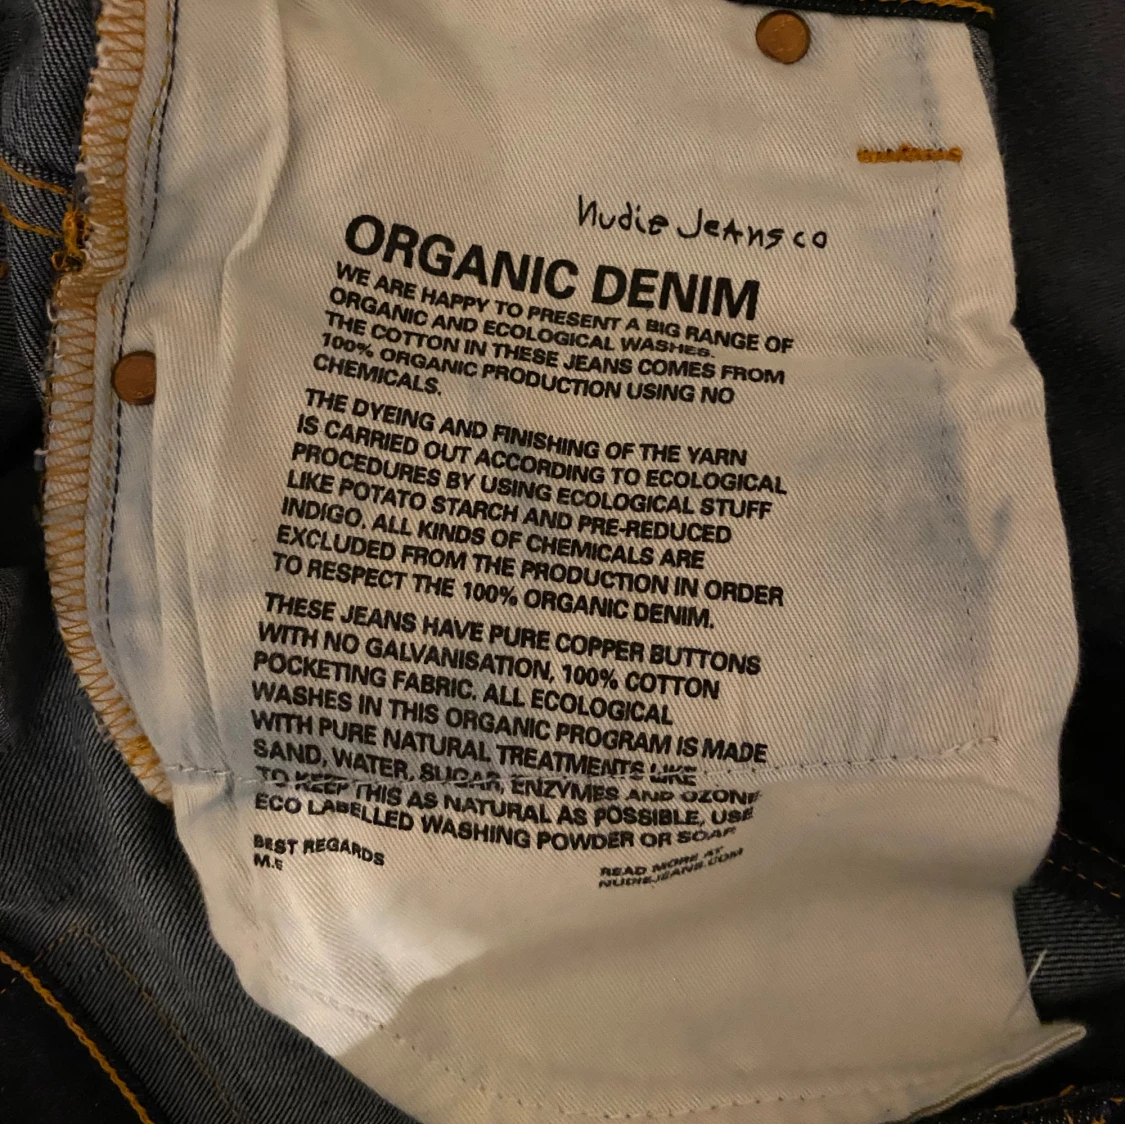 Nudie Jeans co
ORGANIC DENIM
WE ARE HAPPY TO PRESENT A BIG RANGE OF
ORGANIC AND ECOLOGICAL WASHES.
THE COTTON IN THESE JEANS COMES FROM
100% ORGANIC PRODUCTION USING NO
CHEMICALS.
THE DYEING AND FINISHING OF THE YARN
IS CARRIED OUT ACCORDING TO ECOLOGICAL
PROCEDURES BY USING ECOLOGICAL STUFF
LIKE POTATO STARCH AND PRE-REDUCED
INDIGO. ALL KINDS OF CHEMICALS ARE
EXCLUDED FROM THE PRODUCTION IN ORDER
TO RESPECT THE 100% ORGANIC DENIM.
THESE JEANS HAVE PURE COPPER BUTTONS
WITH NO GALVANISATION, 100% COTTON
POCKETING FABRIC. ALL ECOLOGICAL
WASHES IN THIS ORGANIC PROGRAM IS MADE
WITH PURE NATURAL TREATMENTS LIKE
SAND, WATER, SUGAR, ENZYMES AND OZONE
TO KEEP THIS AS NATURAL AS POSSIBLE, USE
ECO LABELLED WASHING POWDER OR SOAP
BEST REGARDS
M.E
READ MORE AT
NUDIEJEANS.COM